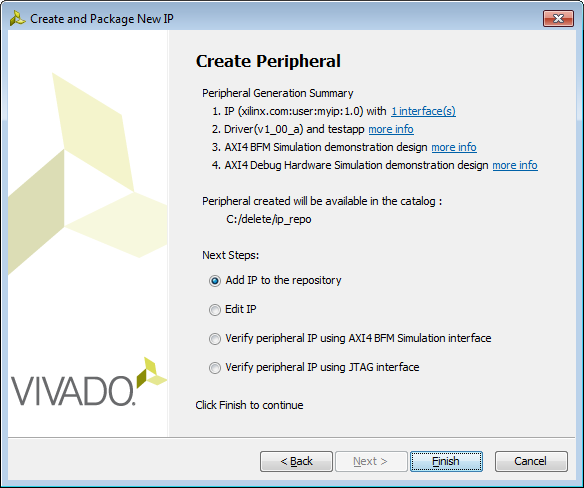 Create and Package New IP
Create Peripheral
Peripheral Generation Summary
1. IP (xilinx.com:user:myip:1.0) with 1 interface(s)
2. Driver(v1_00_a) and testapp more info
3. AXI4 BFM Simulation demonstration design more info
4. AXI4 Debug Hardware Simulation demonstration design more info
Peripheral created will be available in the catalog :
C:/delete/ip_repo
Next Steps:
Add IP to the repository
Edit IP
Verify peripheral IP using AXI4 BFM Simulation interface
Verify peripheral IP using JTAG interface
VIVADO.
Click Finish to continue
< Back Next > Finish Cancel